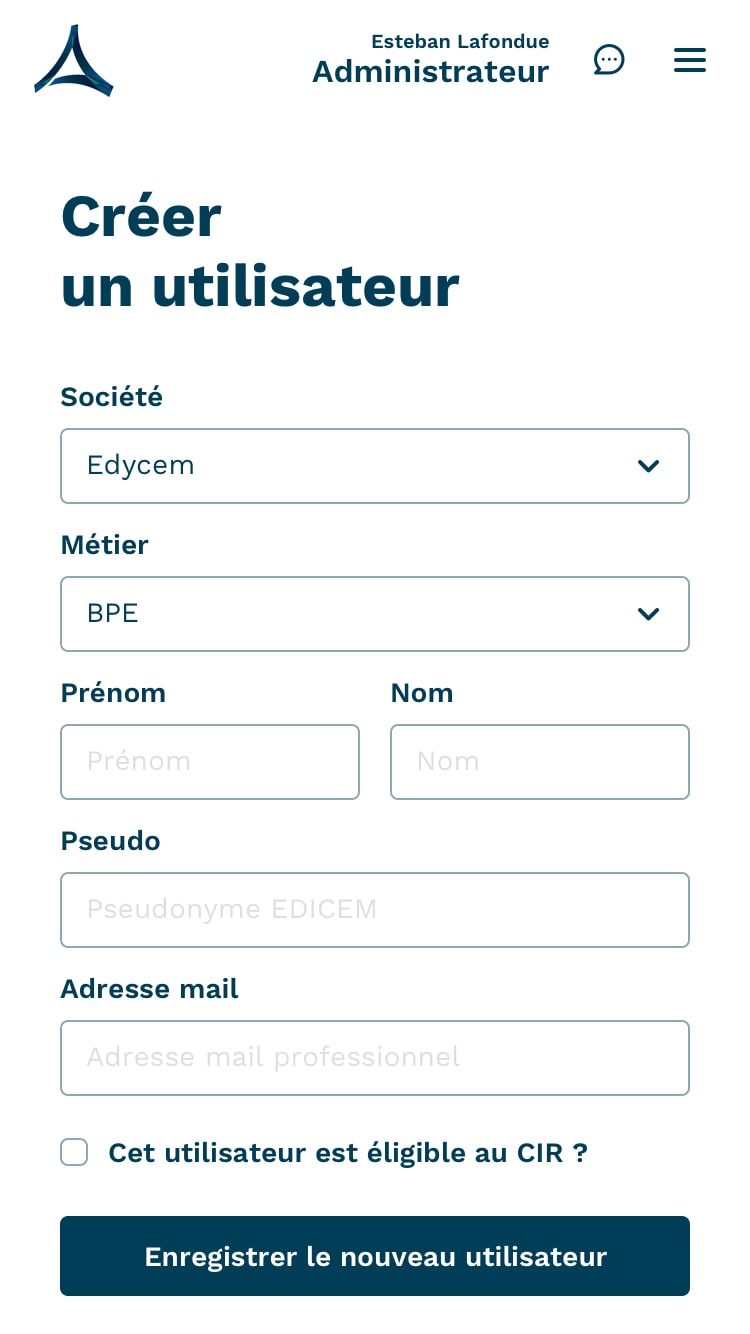 Esteban Lafondue
Administrateur
Créer
un utilisateur
Société
Edycem
Métier
BPE
Prénom
Nom
Prénom
Nom
Pseudo
Pseudonyme EDICEM
Adresse mail
Adresse mail professionnel
Cet utilisateur est éligible au CIR ?
Enregistrer le nouveau utilisateur